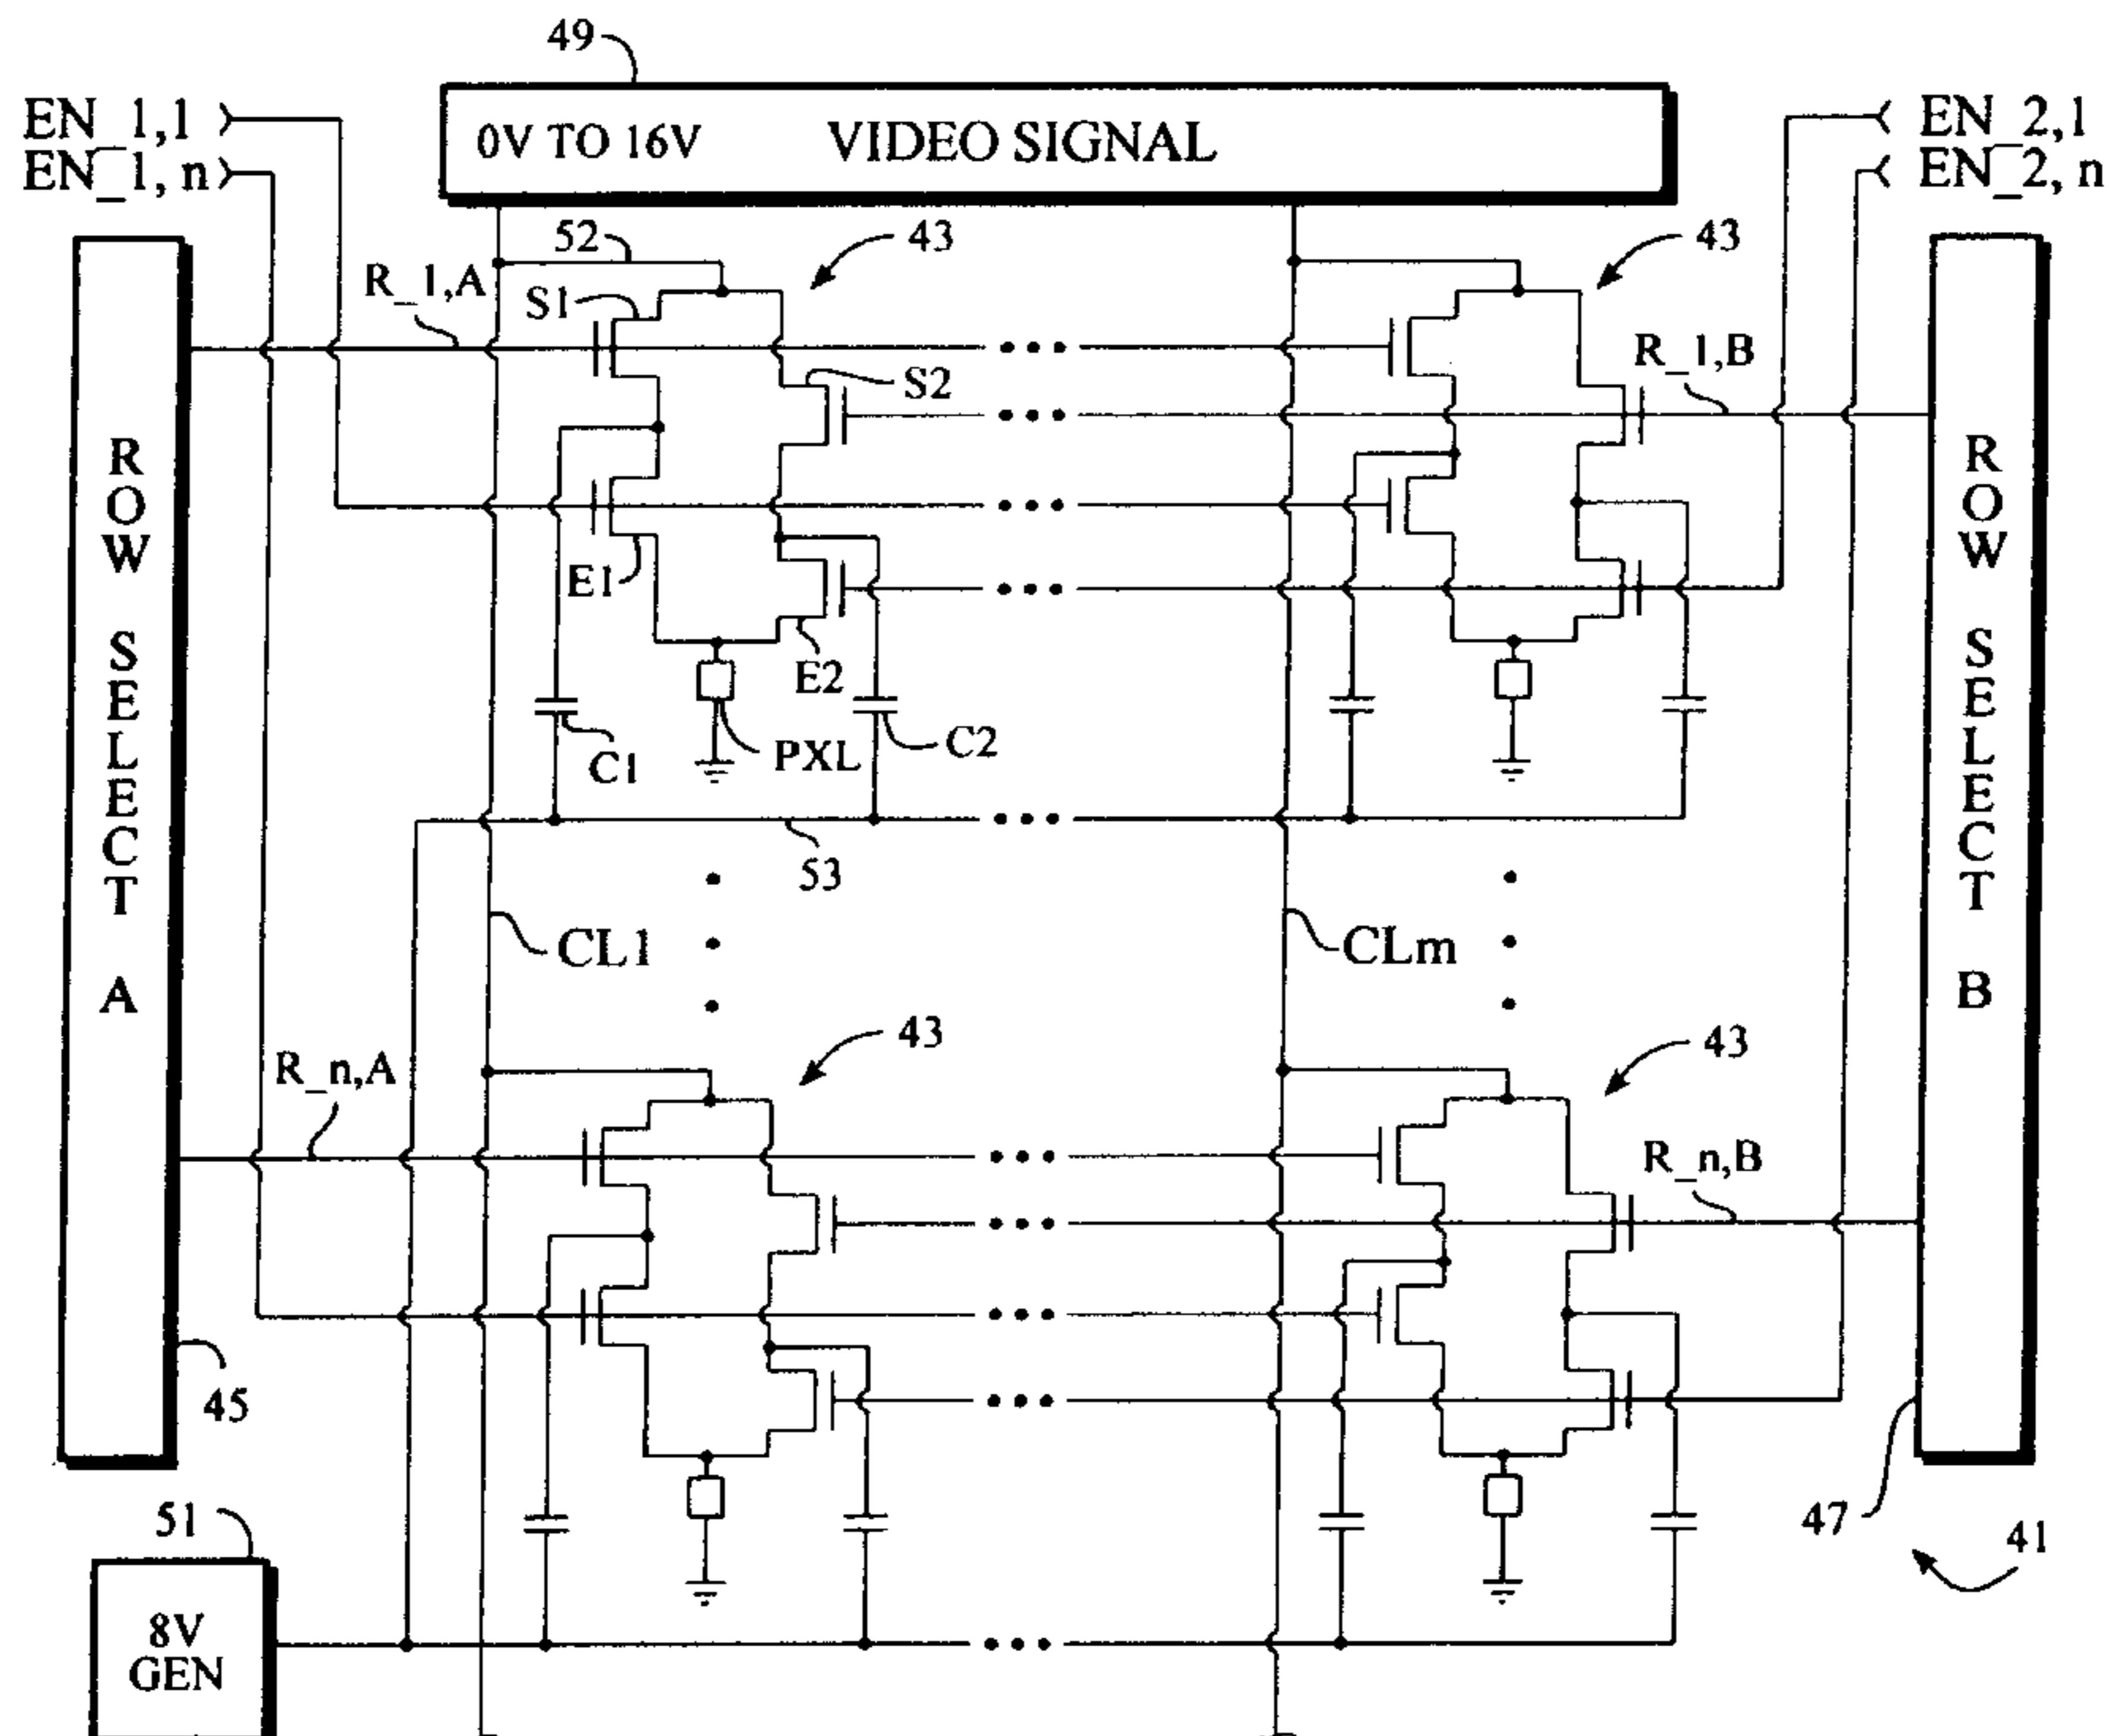 49
EN_1,1
EN_1, n
0V TO 16V VIDEO SIGNAL
EN_2,1
EN_2, n
52
43
43
R_1,A
S1
R_1,B
S2
ROW SELECT A
ROW SELECT B
E1
E2
C1
PXL
C2
53
CL1
CLm
43
43
R_n,A
R_n,B
45
47
41
51
8V
GEN